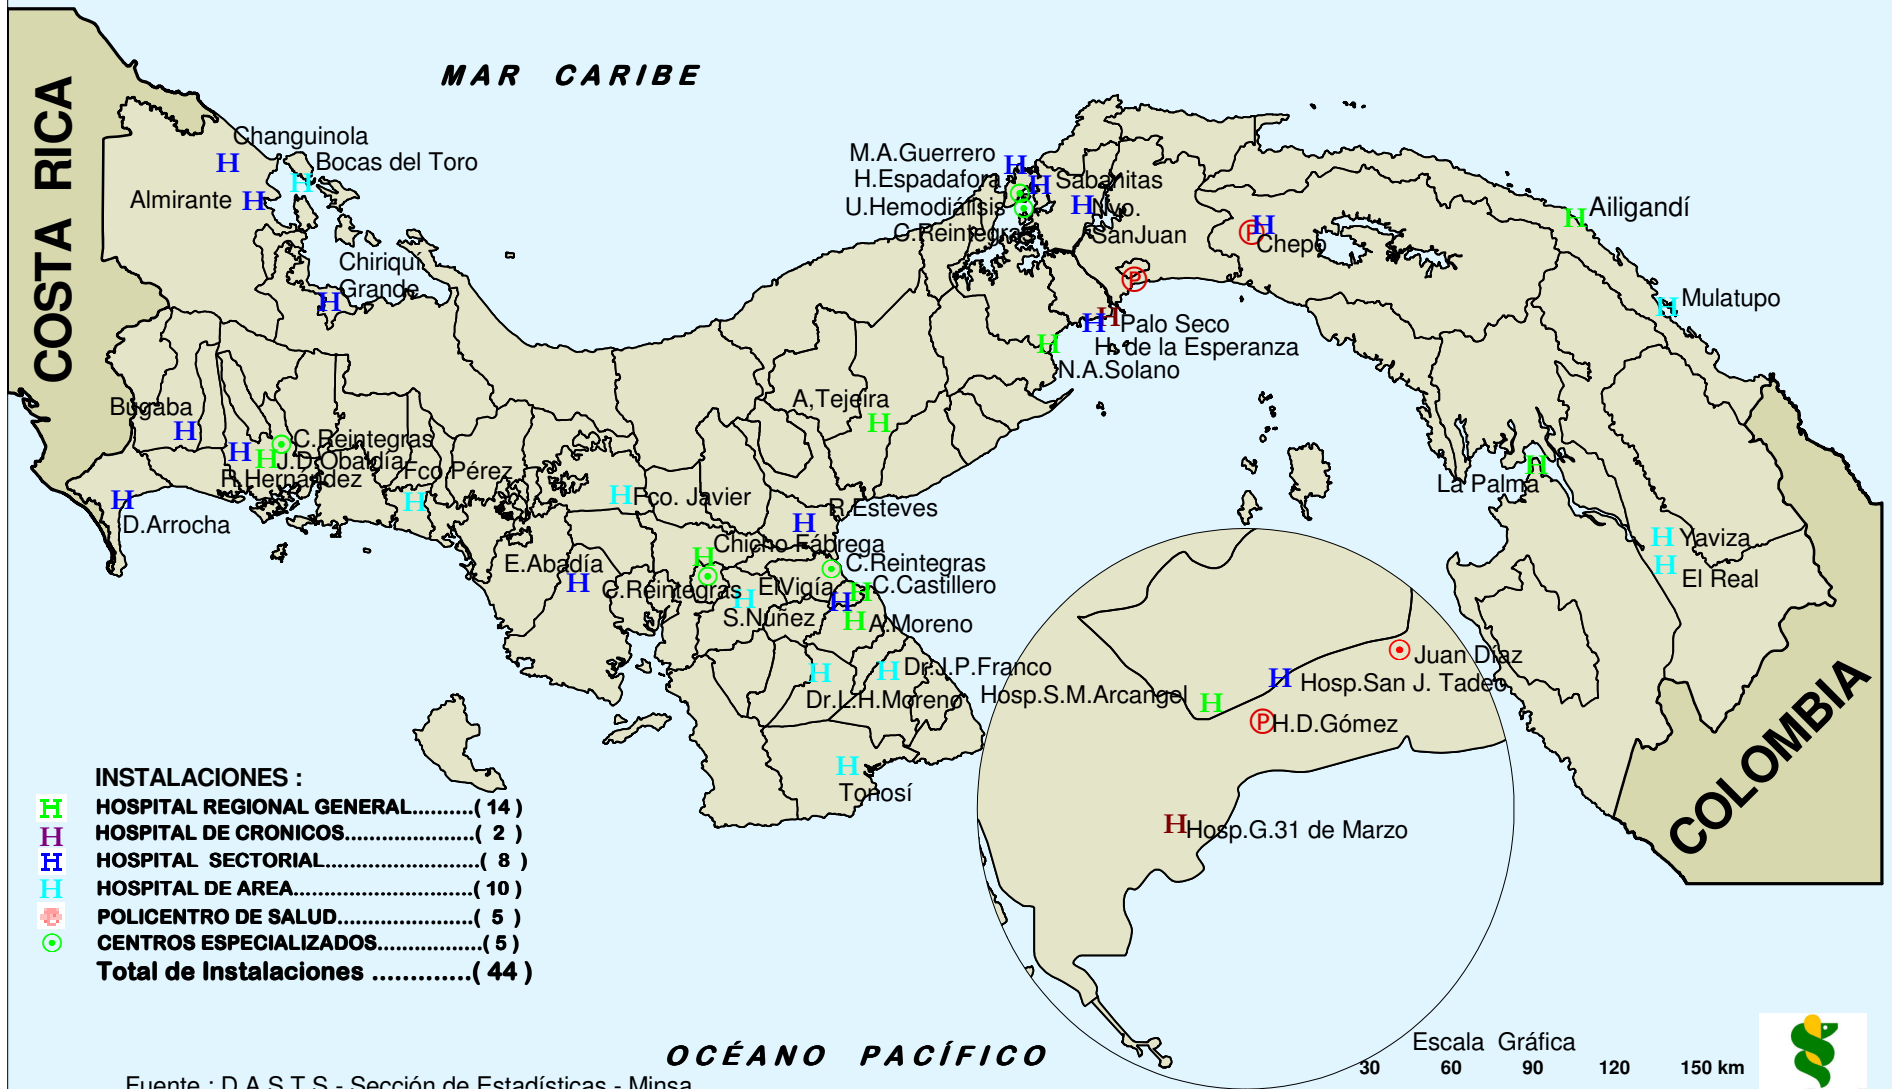 MAR CARIBE
COSTA RICA
Changuinola
Bocas del Toro
Almirante
Chiriquí
Grande
M.A.Guerrero
H.Espadafora
Sabanitas
U.Hemodiálisis
Nvo.
SanJuan
C.Reintegras
P
Chepo
Ailigandí
P
Mulatupo
Palo Seco
H. de la Esperanza
N.A.Solano
A,Tejeira
Bugaba
C.Reintegras
J.D.Obaldía
Fco.Pérez
R.Hernández
D.Arrocha
Fco. Javier
R.Esteves
Chicho Fábrega
E.Abadía
C.Reintegras
C.Reintegras
El Vigía
C.Castillero
S.Núñez
A.Moreno
Dr.J.P.Franco
Dr.L.H.Moreno
Tonosí
La Palma
Yaviza
El Real
Juan Díaz
Hosp.San J. Tadeo
Hosp.S.M.Arcangel
P
H.D.Gómez
Hosp.G.31 de Marzo
COLOMBIA
INSTALACIONES :
H HOSPITAL REGIONAL GENERAL.........( 14 )
H HOSPITAL DE CRONICOS....................( 2 )
H HOSPITAL SECTORIAL........................( 8 )
H HOSPITAL DE AREA...........................( 10 )
POLICENTRO DE SALUD.....................( 5 )
CENTROS ESPECIALIZADOS................( 5 )
Total de Instalaciones .............( 44 )
OCÉANO PACÍFICO
Escala Gráfica
30 60 90 120 150 km
Fuente : D.A.S.T.S - Sección de Estadísticas - Minsa